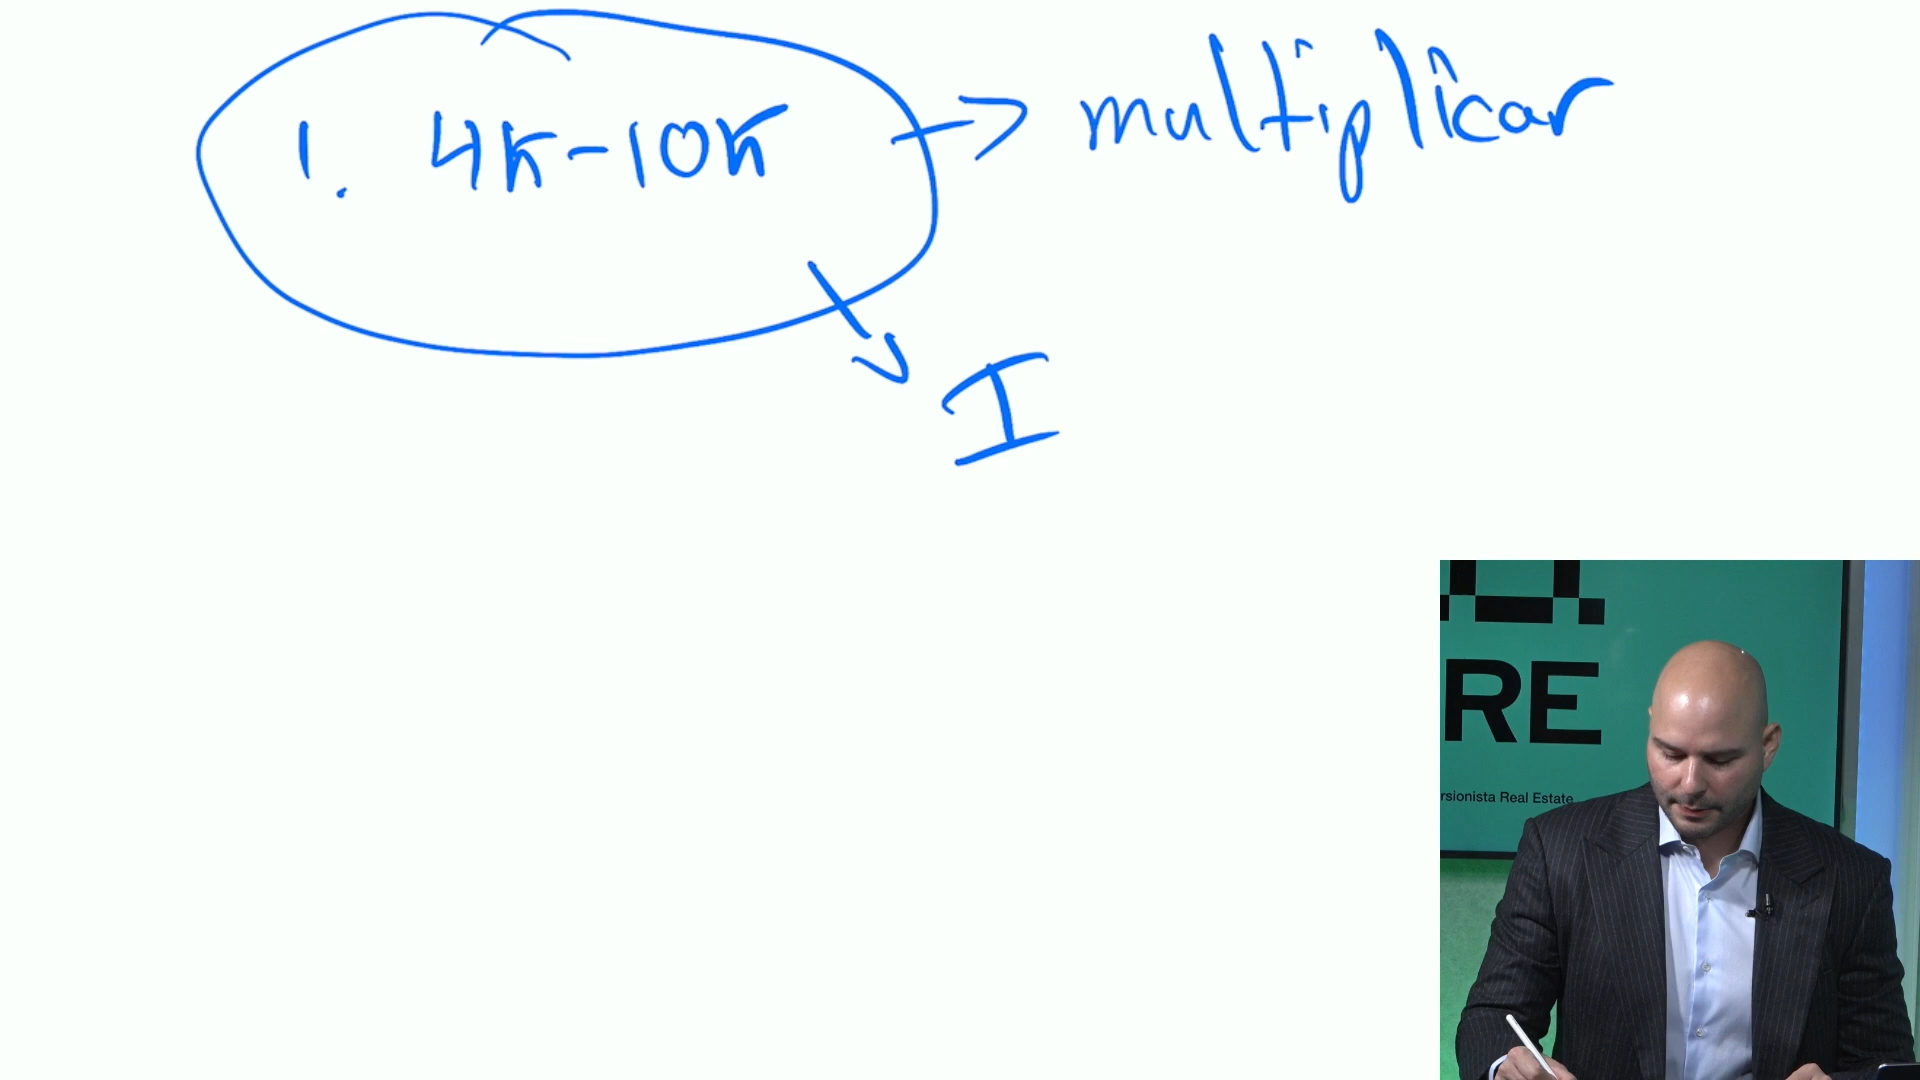 1. 4K-10K → multiplicar
I
RE
rsionista Real Estate